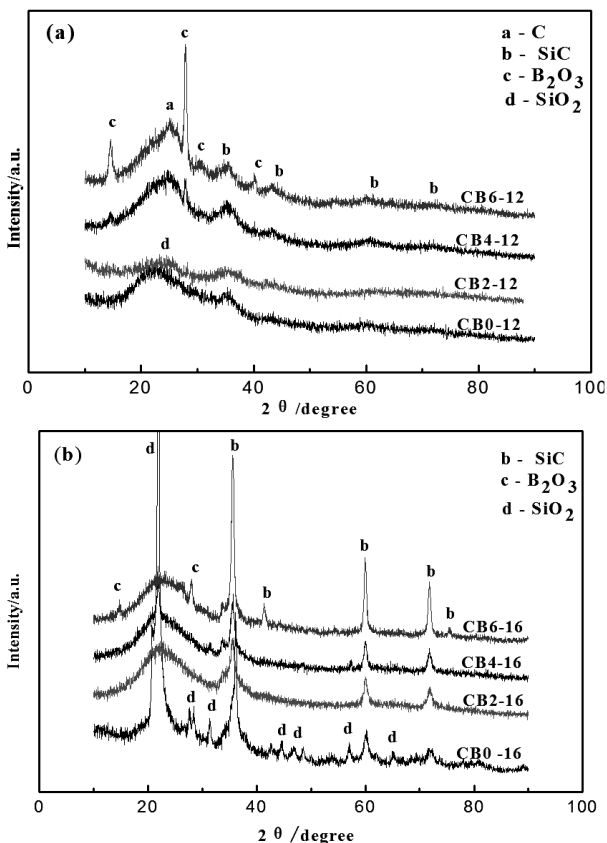 (a)
a - C
b - SiC
c - B2O3
d - SiO2
c
c
a
c
b
c
b
b
b
CB6-12
CB4-12
d
CB2-12
CB0-12
Intensity/a.u.
0 20 40 60 80 100
2 θ /degree
(b)
b - SiC
c - B2O3
d - SiO2
d
b
c
c
b
b
b
b
CB6-16
CB4-16
CB2-16
d
d
d
d
d
d
CB0 -16
Intensity/a.u.
0 20 40 60 80 100
2 θ /degree